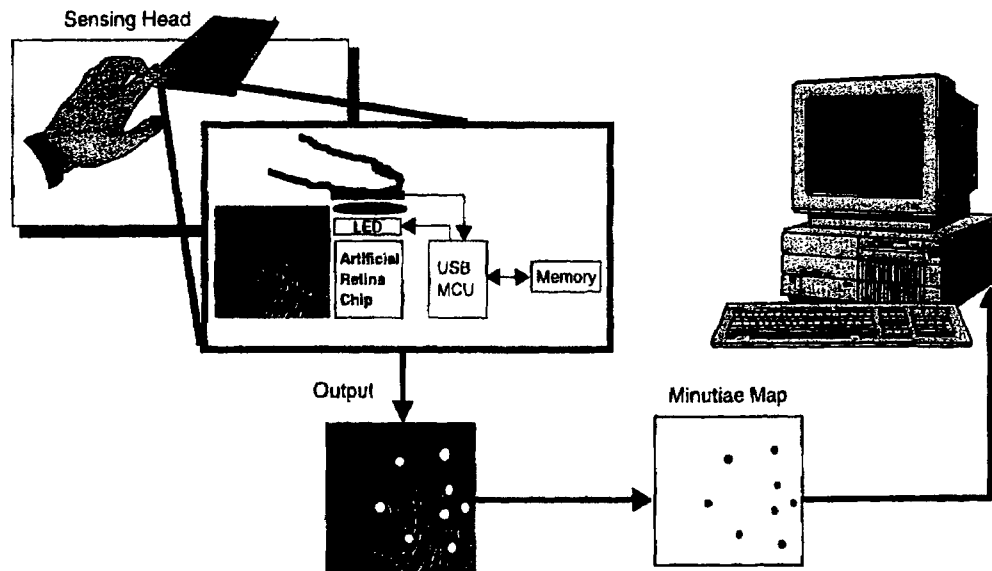 Sensing Head
LED
Artificial
Retina
Chip
USB
MCU
Memory
Output
Minutiae Map